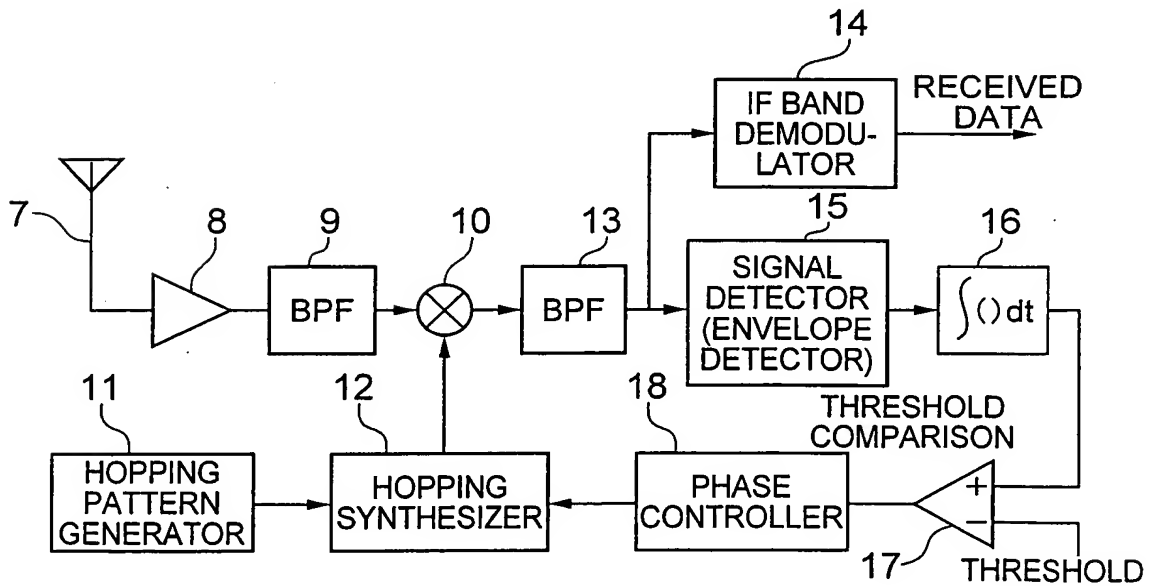 14
IF BAND
DEMODU-
LATOR
RECEIVED
DATA
7
8
9
BPF
10
13
BPF
15
SIGNAL
DETECTOR
(ENVELOPE
DETECTOR)
16
∫( ) dt
11
HOPPING
PATTERN
GENERATOR
12
HOPPING
SYNTHESIZER
18
PHASE
CONTROLLER
THRESHOLD
COMPARISON
+
−
17
THRESHOLD